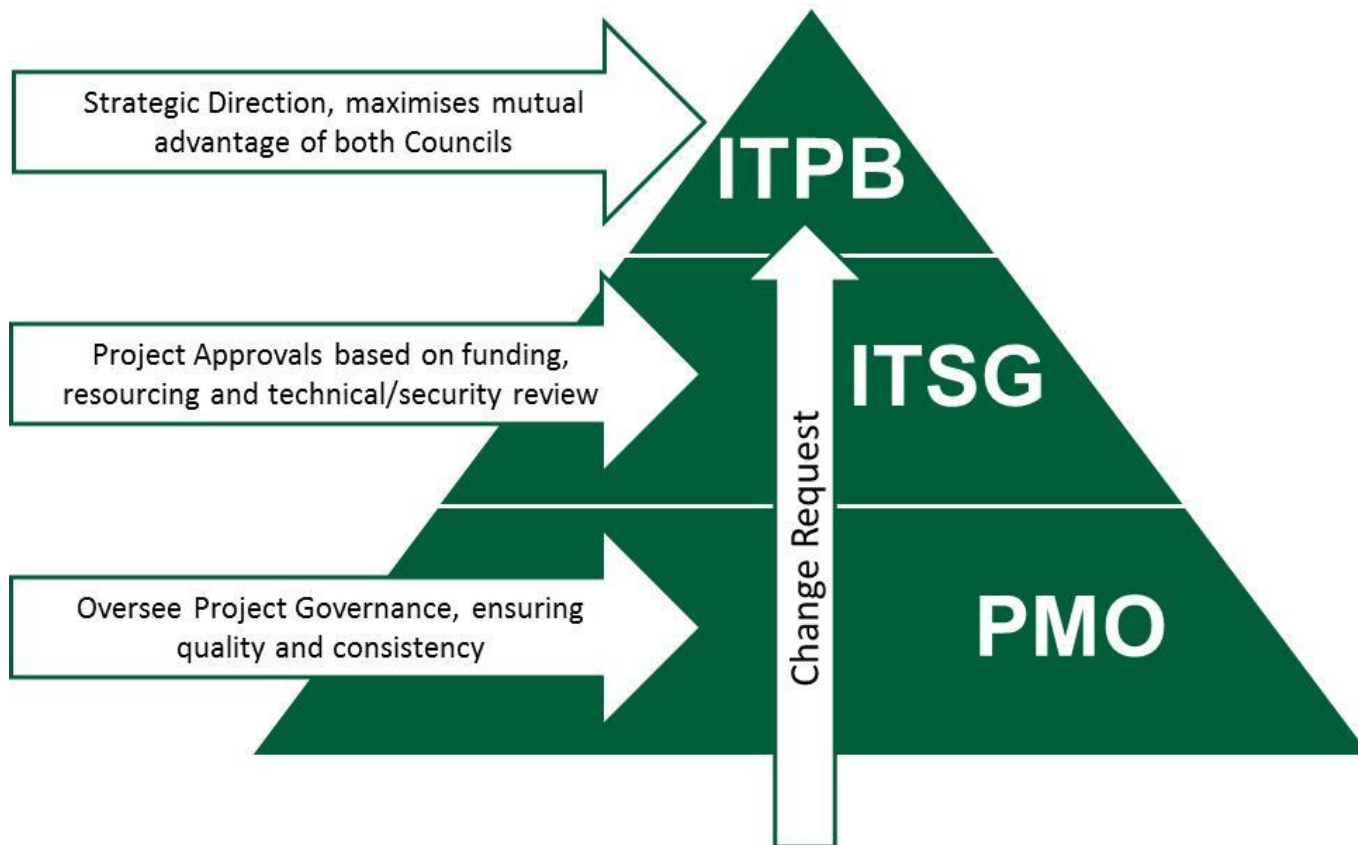 Strategic Direction, maximises mutual
advantage of both Councils
ITPB
Project Approvals based on funding,
resourcing and technical/security review
ITSG
Change Request
Oversee Project Governance, ensuring
quality and consistency
PMO